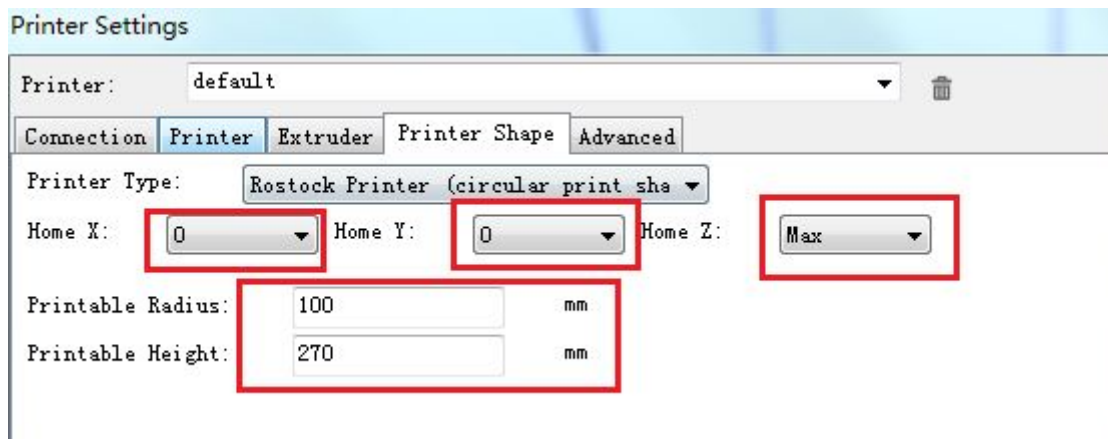 Printer Settings
Printer: default
Connection Printer Extruder Printer Shape Advanced
Printer Type: Rostock Printer (circular print sha
Home X: 0 Home Y: 0 Home Z: Max
Printable Radius: 100 mm
Printable Height: 270 mm